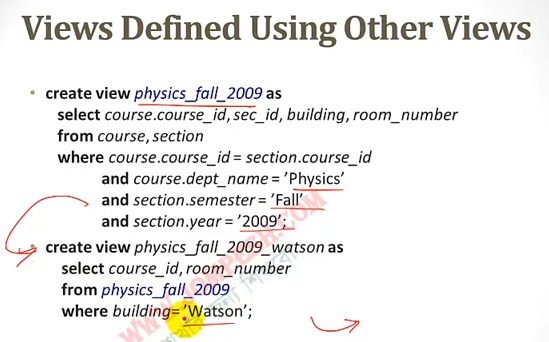 Views Defined Using Other Views
• create view physics_fall_2009 as
select course.course_id, sec_id, building, room_number
from course, section
where course.course_id = section.course_id
and course.dept_name = ’Physics’
and section.semester = ’Fall’
and section.year = ’2009’;
• create view physics_fall_2009_watson as
select course_id, room_number
from physics_fall_2009
where building= ’Watson’;